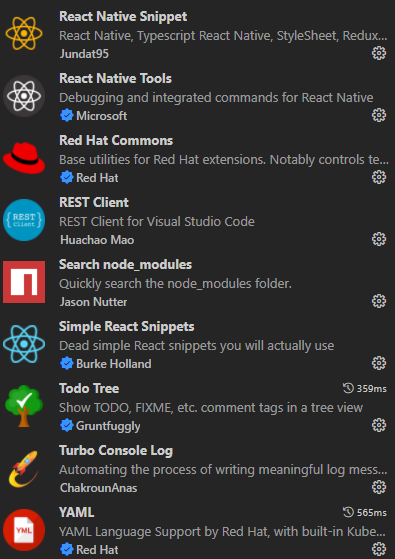 React Native Snippet
React Native, Typescript React Native, StyleSheet, Redux...
Jundat95
React Native Tools
Debugging and integrated commands for React Native
Microsoft
Red Hat Commons
Base utilities for Red Hat extensions. Notably controls te...
Red Hat
REST Client
{REST}
Client
REST Client for Visual Studio Code
Huachao Mao
Search node_modules
Quickly search the node_modules folder.
Jason Nutter
Simple React Snippets
Dead simple React snippets you will actually use
Burke Holland
Todo Tree 359ms
Show TODO, FIXME, etc. comment tags in a tree view
Gruntfuggly
Turbo Console Log
Automating the process of writing meaningful log mess...
ChakrounAnas
YAML 565ms
YML
YAML Language Support by Red Hat, with built-in Kube...
Red Hat